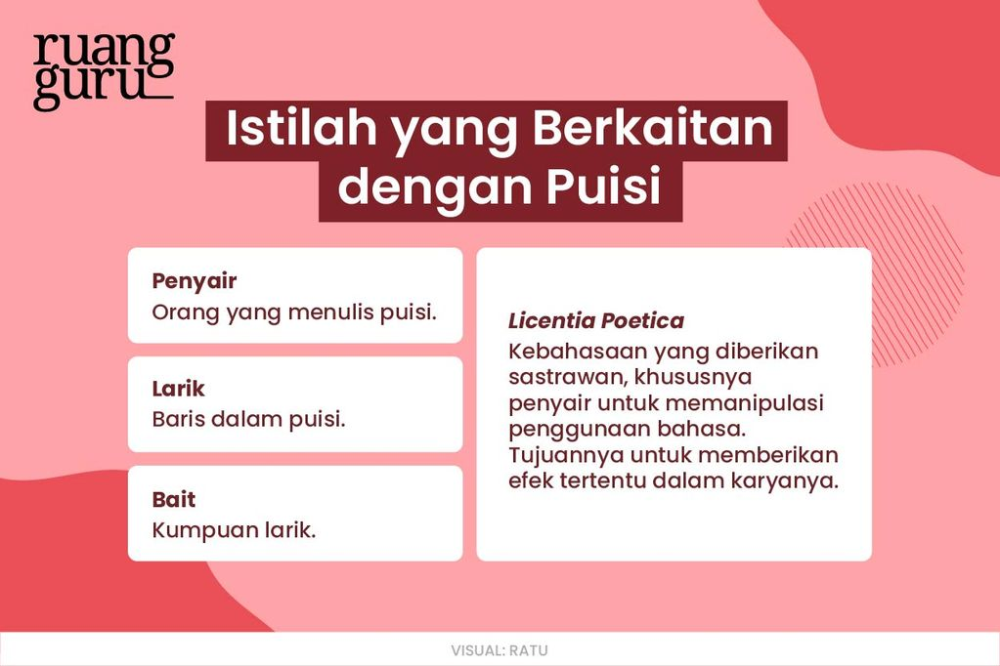 ruang
guru
Istilah yang Berkaitan
dengan Puisi
Penyair
Orang yang menulis puisi.
Larik
Baris dalam puisi.
Bait
Kumpuan larik.
Licentia Poetica
Kebahasaan yang diberikan
sastrawan, khususnya
penyair untuk memanipulasi
penggunaan bahasa.
Tujuannya untuk memberikan
efek tertentu dalam karyanya.
VISUAL: RATU